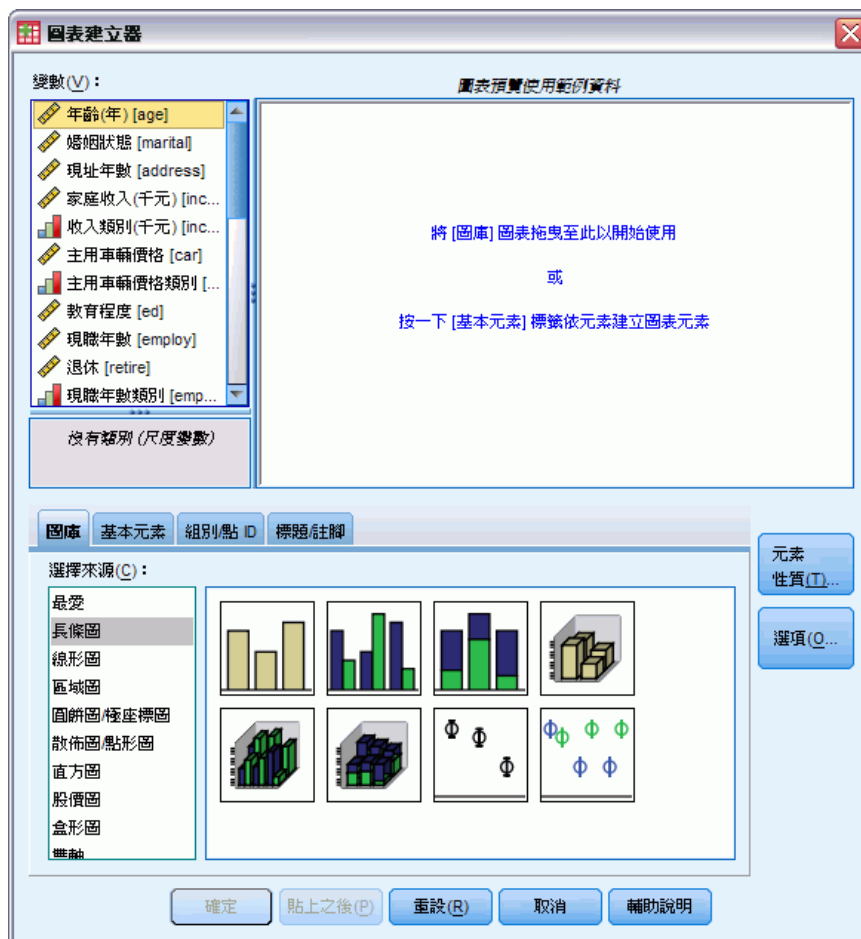 圖表建立器
變數(V)：
圖表預覽使用範例資料
年齡(年) [age]
婚姻狀態 [marital]
現址年數 [address]
家庭收入(千元) [inc...
收入類別(千元) [inc...
主用車輛價格 [car]
主用車輛價格類別 [...
教育程度 [ed]
現職年數 [employ]
退休 [retire]
現職年數類別 [emp...
沒有類別 (尺度變數)
將 [圖庫] 圖表拖曳至此以開始使用
或
按一下 [基本元素] 標籤依元素建立圖表元素
圖庫
基本元素
組別/點 ID
標題/註腳
選擇來源(C)：
最愛
長條圖
線形圖
區域圖
圓餅圖/極座標圖
散佈圖/點形圖
直方圖
股價圖
盒形圖
雙軸
元素
性質(T)...
選項(O...
確定
貼上之後(P)
重設(R)
取消
輔助說明